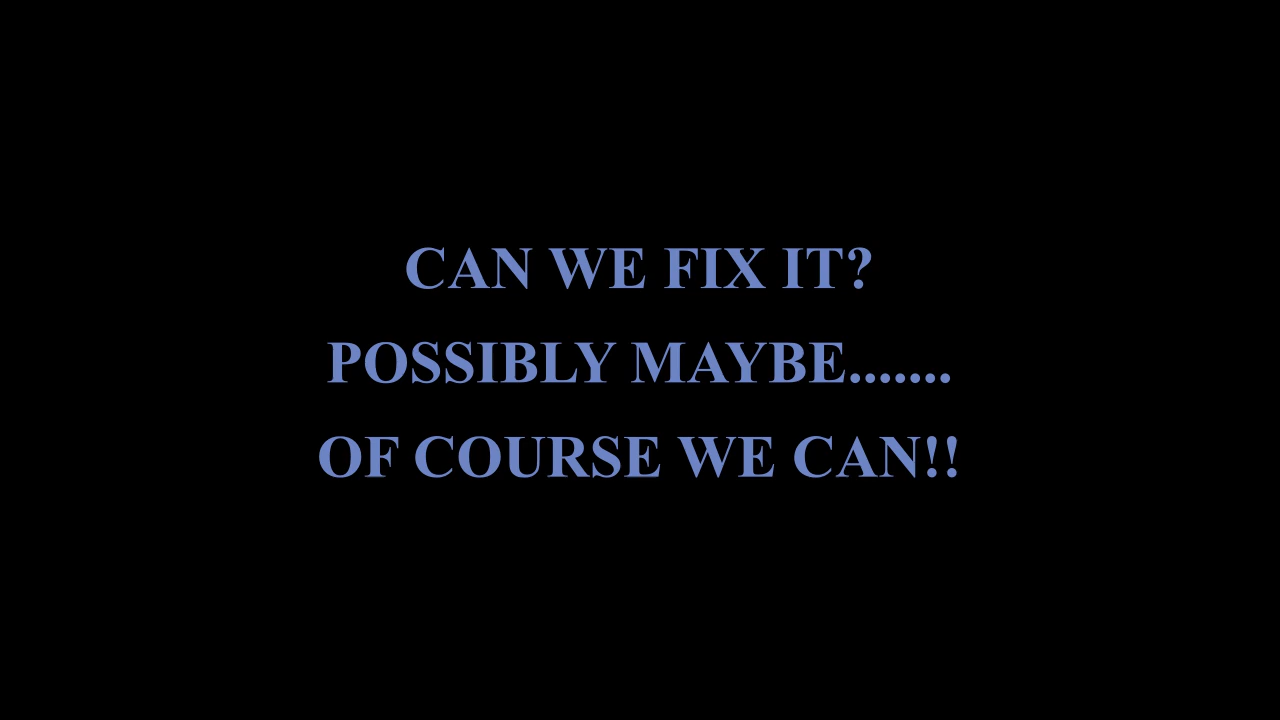 CAN WE FIX IT?
POSSIBLY MAYBE.......
OF COURSE WE CAN!!